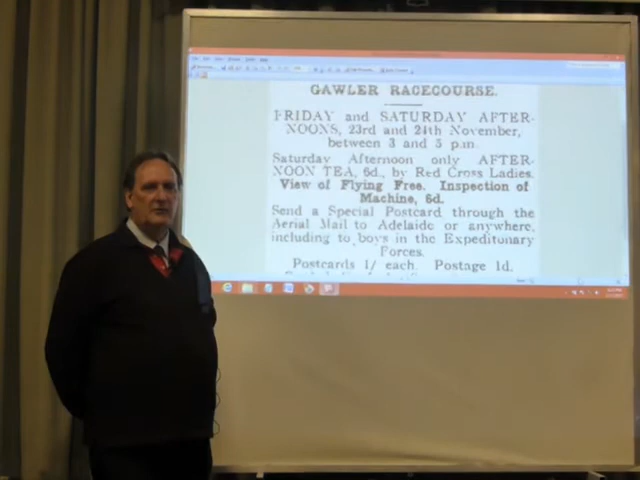 GAWLER RACECOURSE.
FRIDAY and SATURDAY AFTER-
NOONS, 23rd and 24th November,
between 3 and 5 p.m.
Saturday Afternoon only AFTER-
NOON TEA, 6d., by Red Cross Ladies.
View of Flying Free. Inspection of
Machine, 6d.
Send a Special Postcard through the
Aerial Mail to Adelaide or anywhere,
including to boys in the Expeditonary
Forces.
Postcards 1/ each. Postage 1d.